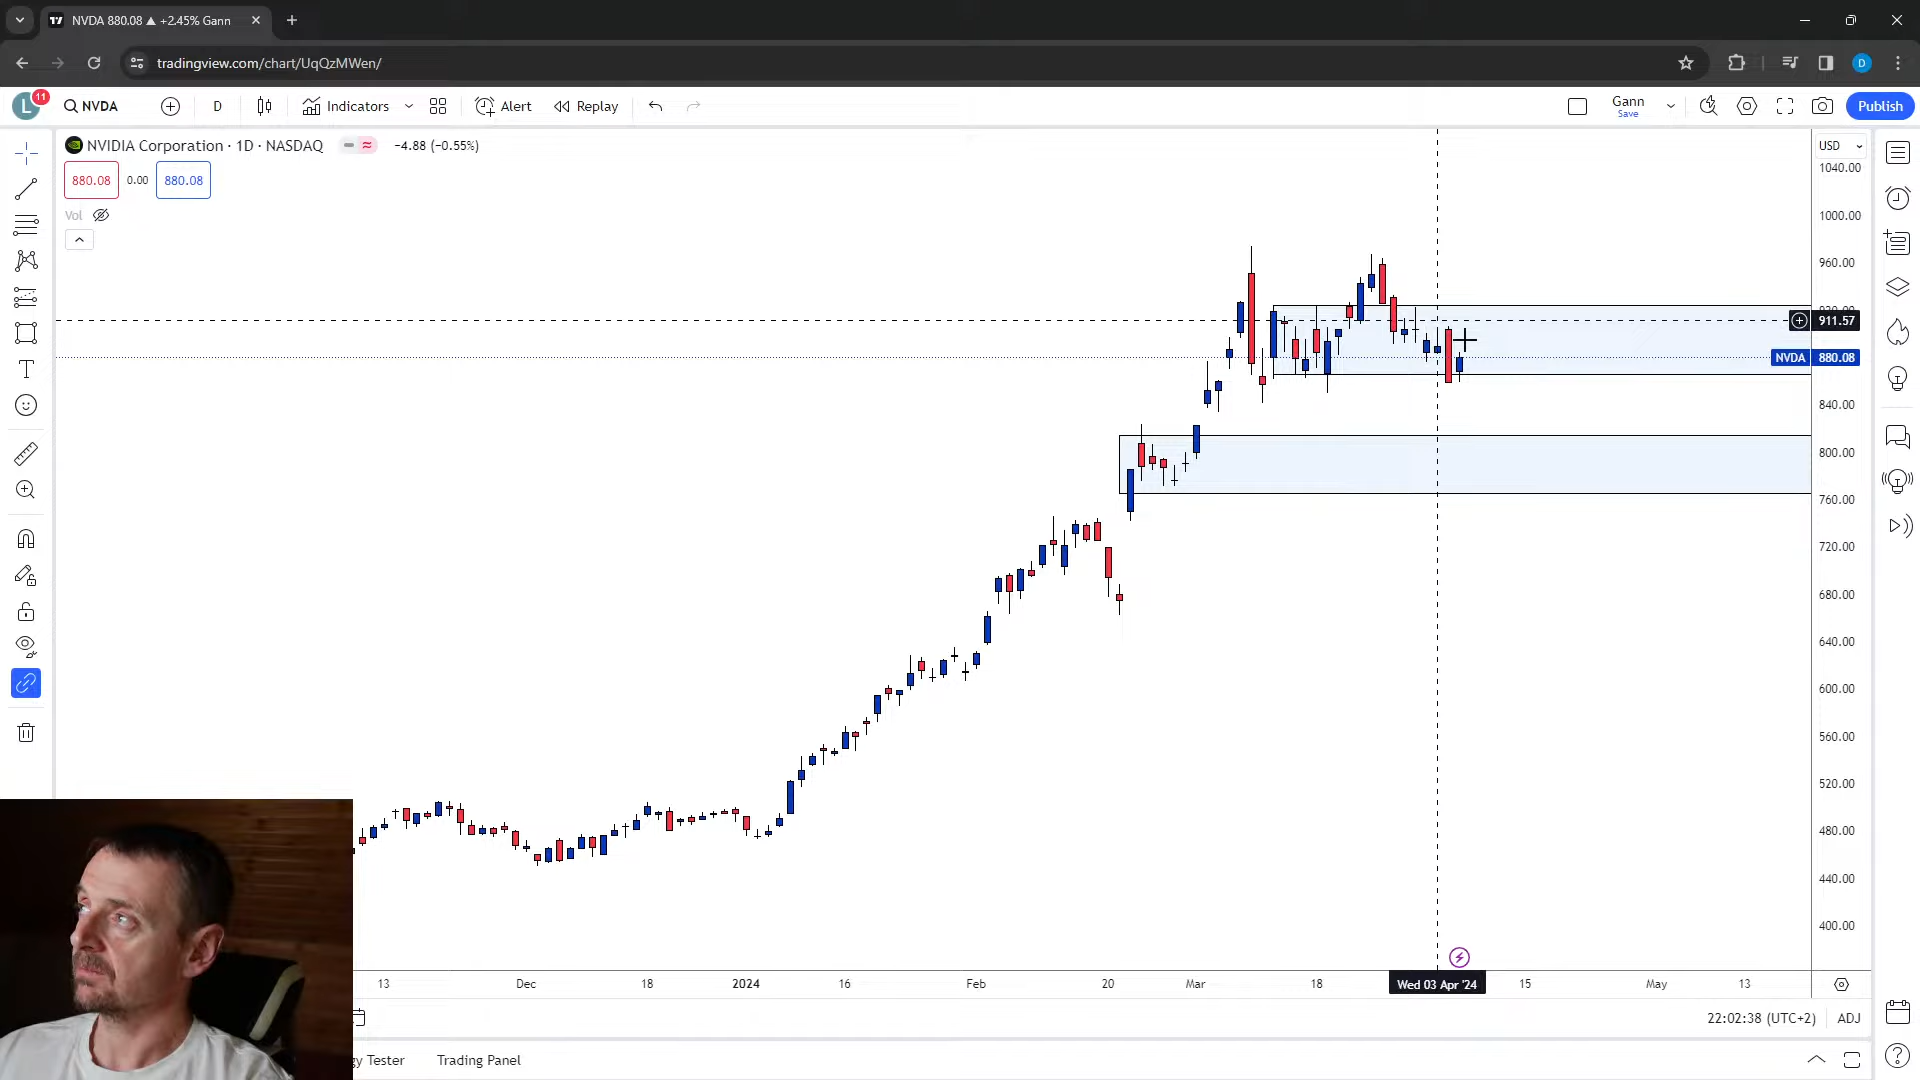 NVDA 880.08 ▲ +2.45% Gann
tradingview.com/chart/UqQzMWen/
D
L
11
NVDA
D
Indicators
Alert
Replay
Gann
Save
Publish
NVIDIA Corporation · 1D · NASDAQ
−4.88 (−0.55%)
USD
880.08
0.00
880.08
Vol
1040.00
1000.00
960.00
911.57
NVDA
880.08
840.00
800.00
760.00
720.00
680.00
640.00
600.00
560.00
520.00
480.00
440.00
400.00
13
Dec
18
2024
16
Feb
20
Mar
18
Wed 03 Apr '24
15
May
13
22:02:38 (UTC+2)
ADJ
Tester
Trading Panel